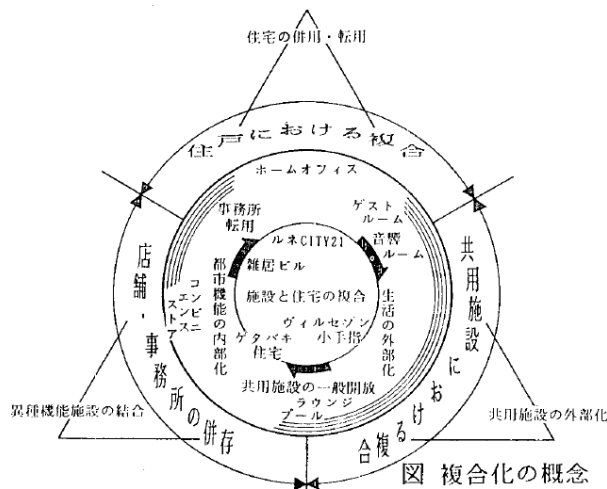 住宅の併用・転用
住戸における複合
ホームオフィス
事務所
転用
ゲスト
ルーム
音響
ルーム
ルネCITY21
雑居ビル
施設と住宅の複合
ヴィルセゾン
小手指
ゲタバキ
住宅
都市機能の内部化
生活の外部化
コンビニ
エンス
ストア
共用施設の一般開放
ラウンジ
プール
店舗・事務所の併存
共用施設における複合
異種機能施設の結合
共用施設の外部化
図 複合化の概念